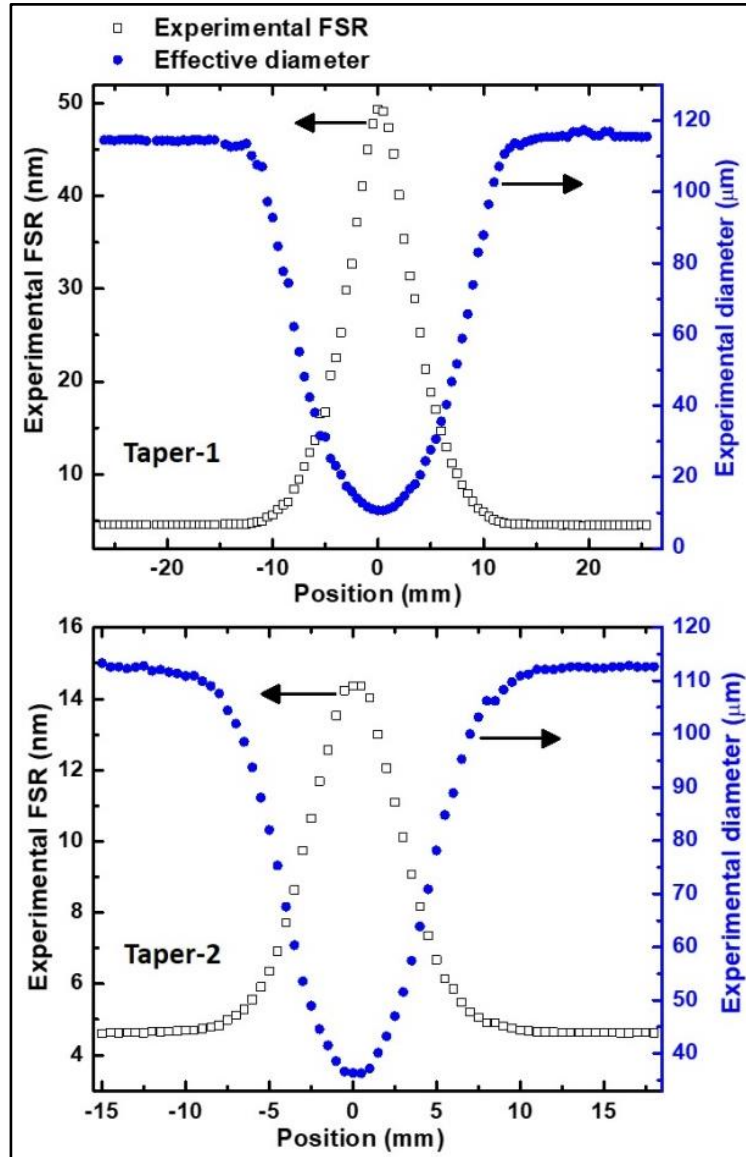 Experimental FSR
Effective diameter
50
40
30
20
10
Experimental FSR (nm)
120
100
80
60
40
20
0
Experimental diameter (μm)
Taper-1
-20 -10 0 10 20
Position (mm)
16
14
12
10
8
6
4
Experimental FSR (nm)
120
110
100
90
80
70
60
50
40
Experimental diameter (μm)
Taper-2
-15 -10 -5 0 5 10 15
Position (mm)